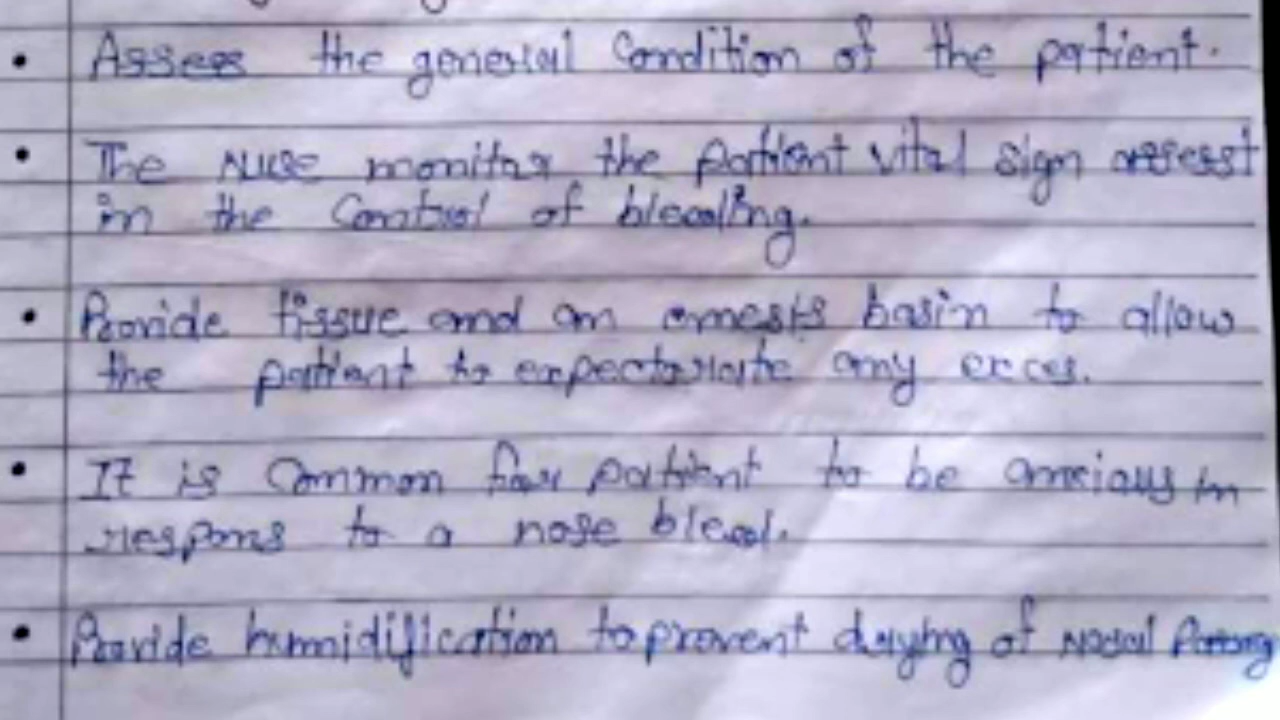 • Assess the general Condition of the patient.
• The nurse monitor the patient vital sign assest
in the Control of bleeding.
• Provide tissue and an emesis basin to allow
the patient to expectorate any exces.
• It is Common for patient to be anxious in
respons to a nose bleed.
• Provide humidification to prevent drying of nasal